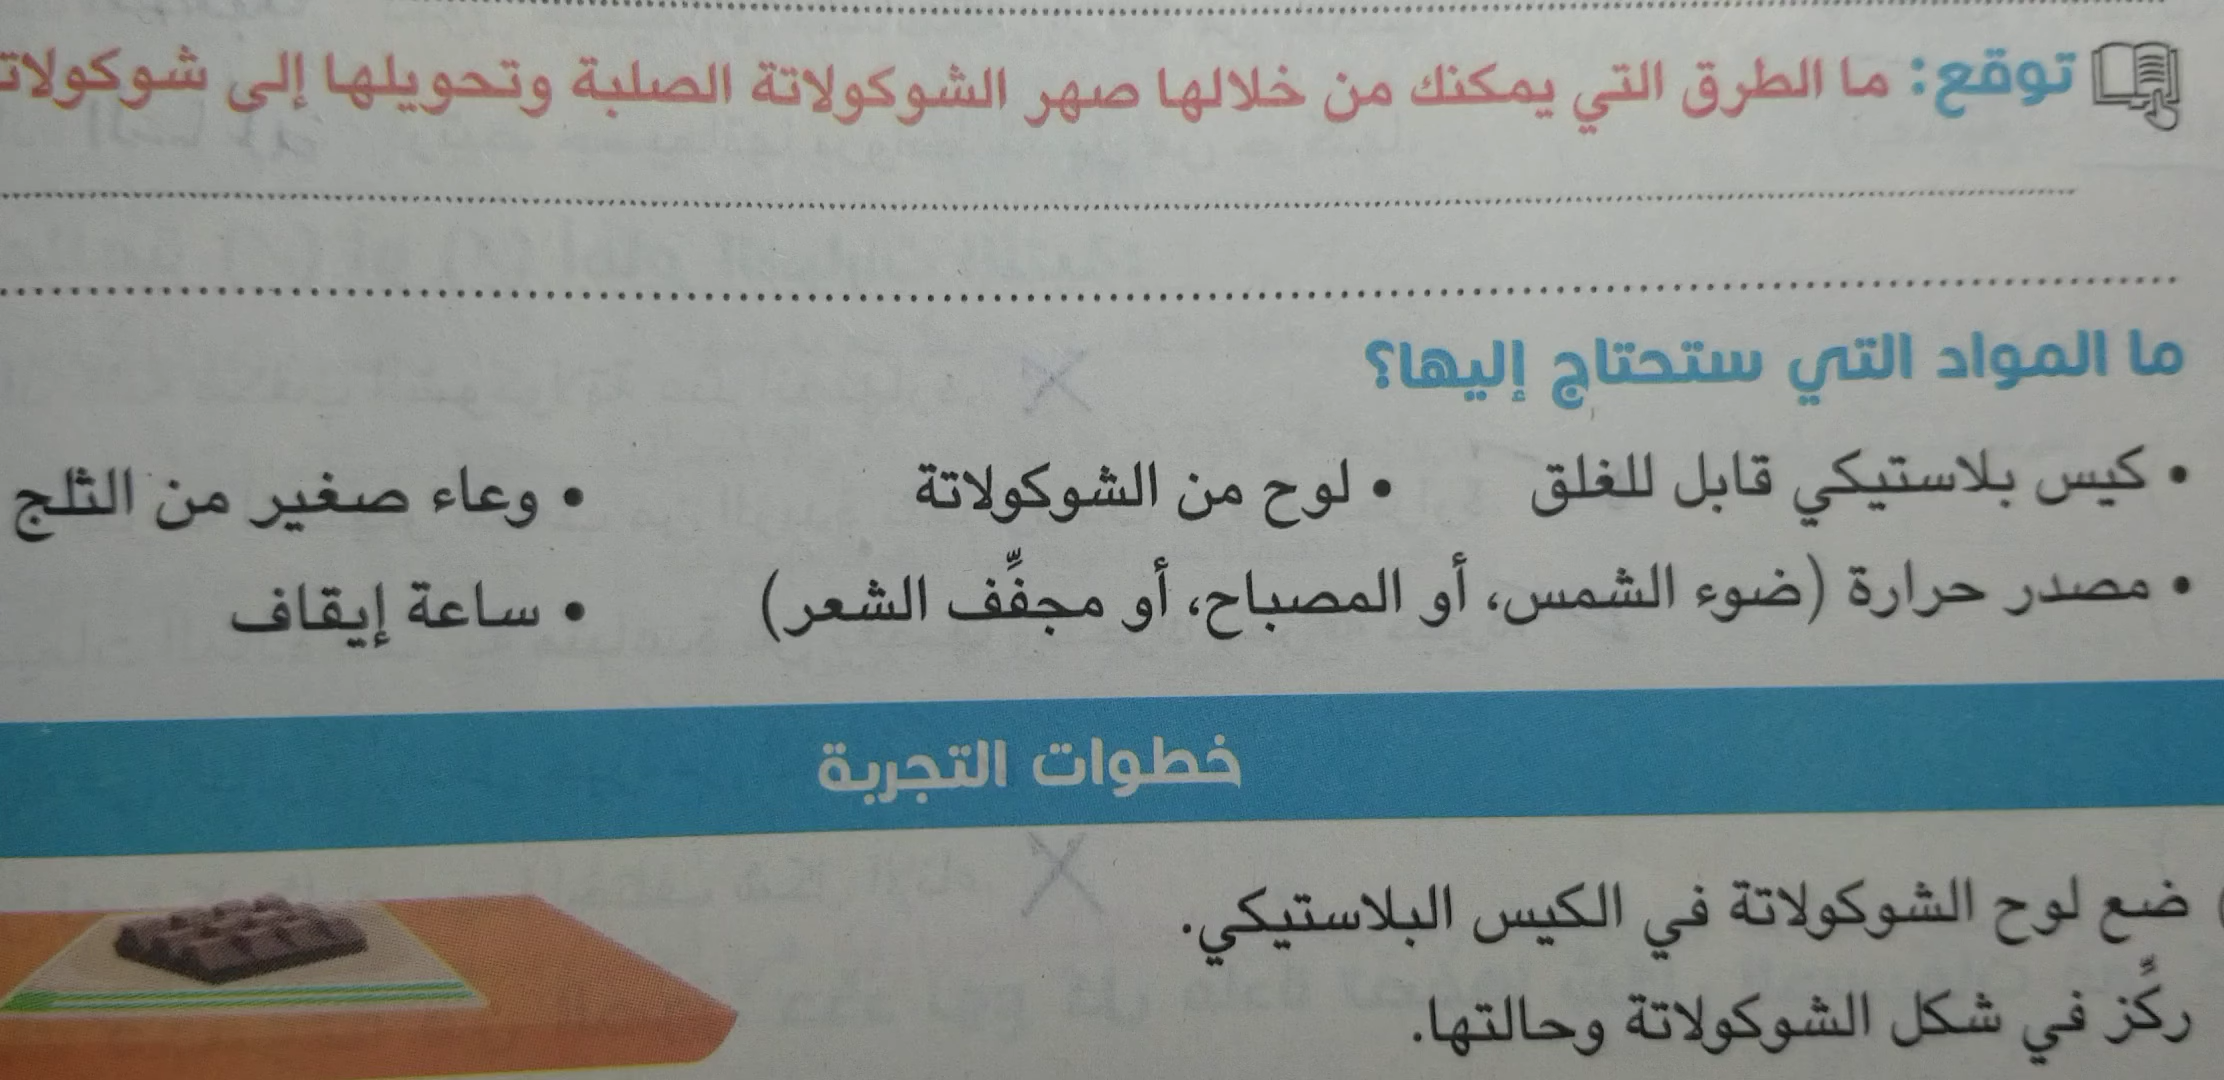 توقع: ما الطرق التي يمكنك من خلالها صهر الشوكولاتة الصلبة وتحويلها إلى
ما المواد التي ستحتاج إليها؟
• كيس بلاستيكي قابل للغلق • لوح من الشوكولاتة • وعاء صغير من الثلج
• مصدر حرارة (ضوء الشمس، أو المصباح، أو مجفِّف الشعر) • ساعة إيقاف
خطوات التجربة
ضع لوح الشوكولاتة في الكيس البلاستيكي.
ركِّز في شكل الشوكولاتة وحالتها.